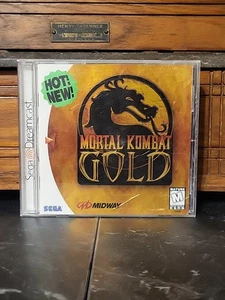 HOT!
NEW!
Sega Dreamcast
MORTAL KOMBAT
GOLD
SEGA
MIDWAY
M